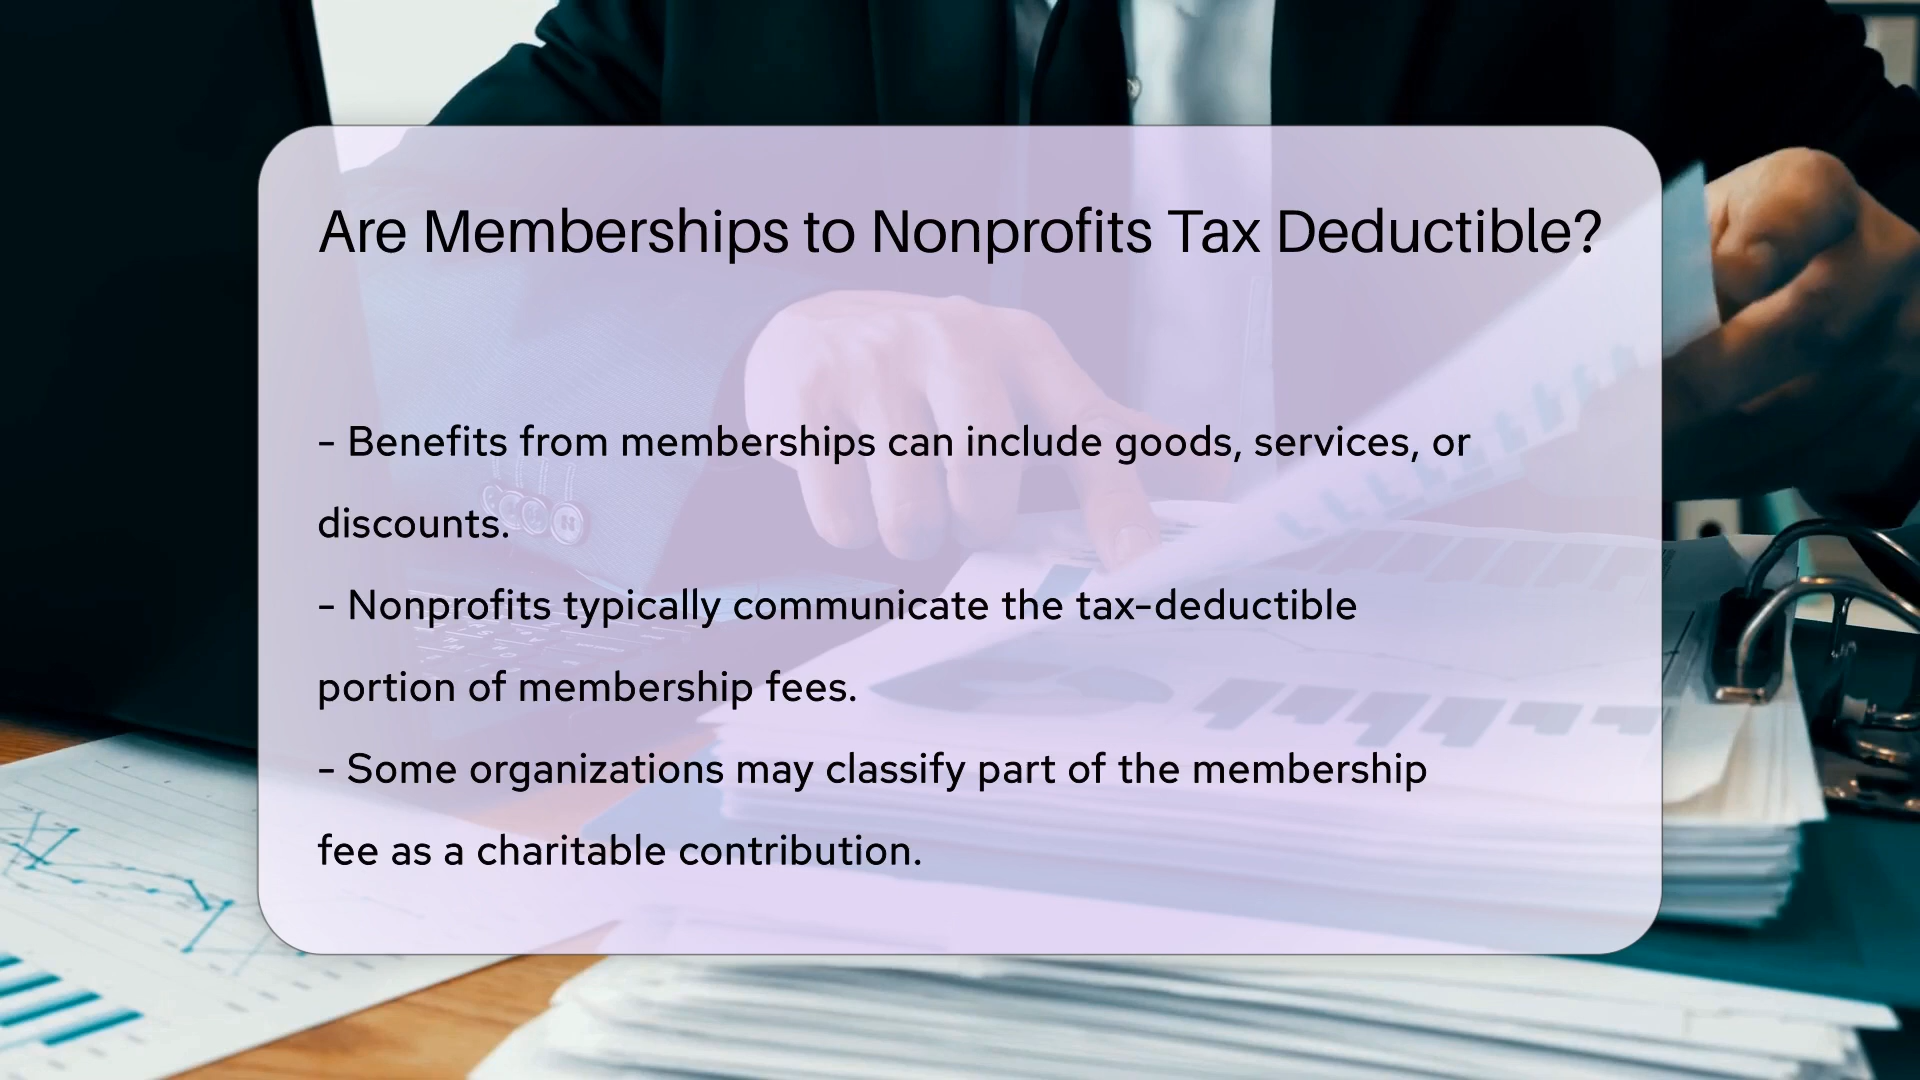 Are Memberships to Nonprofits Tax Deductible?
- Benefits from memberships can include goods, services, or
discounts.
- Nonprofits typically communicate the tax-deductible
portion of membership fees.
- Some organizations may classify part of the membership
fee as a charitable contribution.